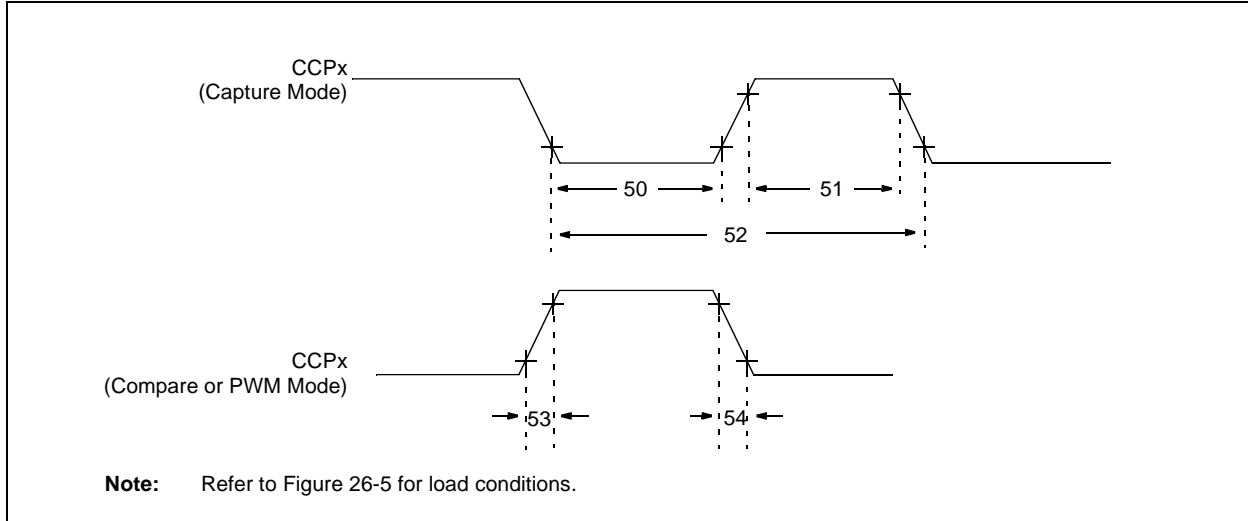 CCPx
(Capture Mode)
50
51
52
CCPx
(Compare or PWM Mode)
53
54
Note: Refer to Figure 26-5 for load conditions.